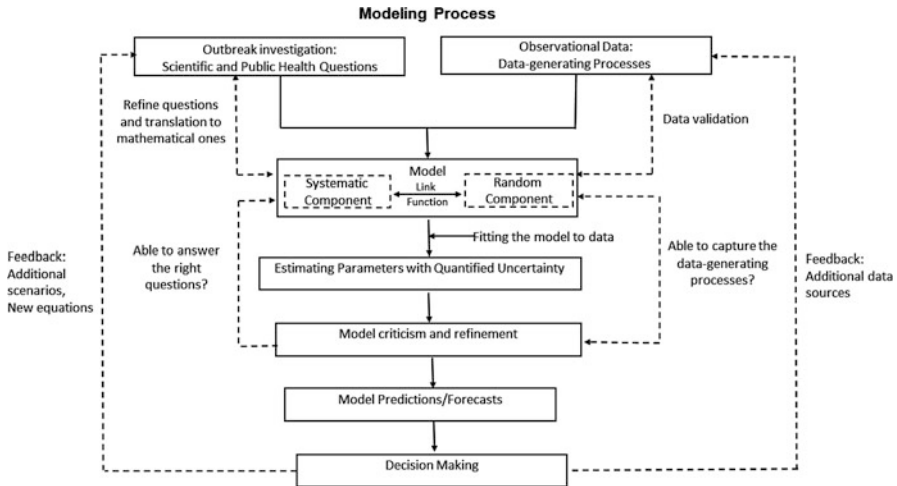 Modeling Process
Outbreak investigation:
Scientific and Public Health Questions
Observational Data:
Data-generating Processes
Refine questions
and translation to
mathematical ones
Data validation
Model
Systematic
Component
Link
Function
Random
Component
Fitting the model to data
Able to answer
the right
questions?
Able to capture the
data-generating
processes?
Feedback:
Additional
scenarios,
New equations
Feedback:
Additional data
sources
Estimating Parameters with Quantified Uncertainty
Model criticism and refinement
Model Predictions/Forecasts
Decision Making